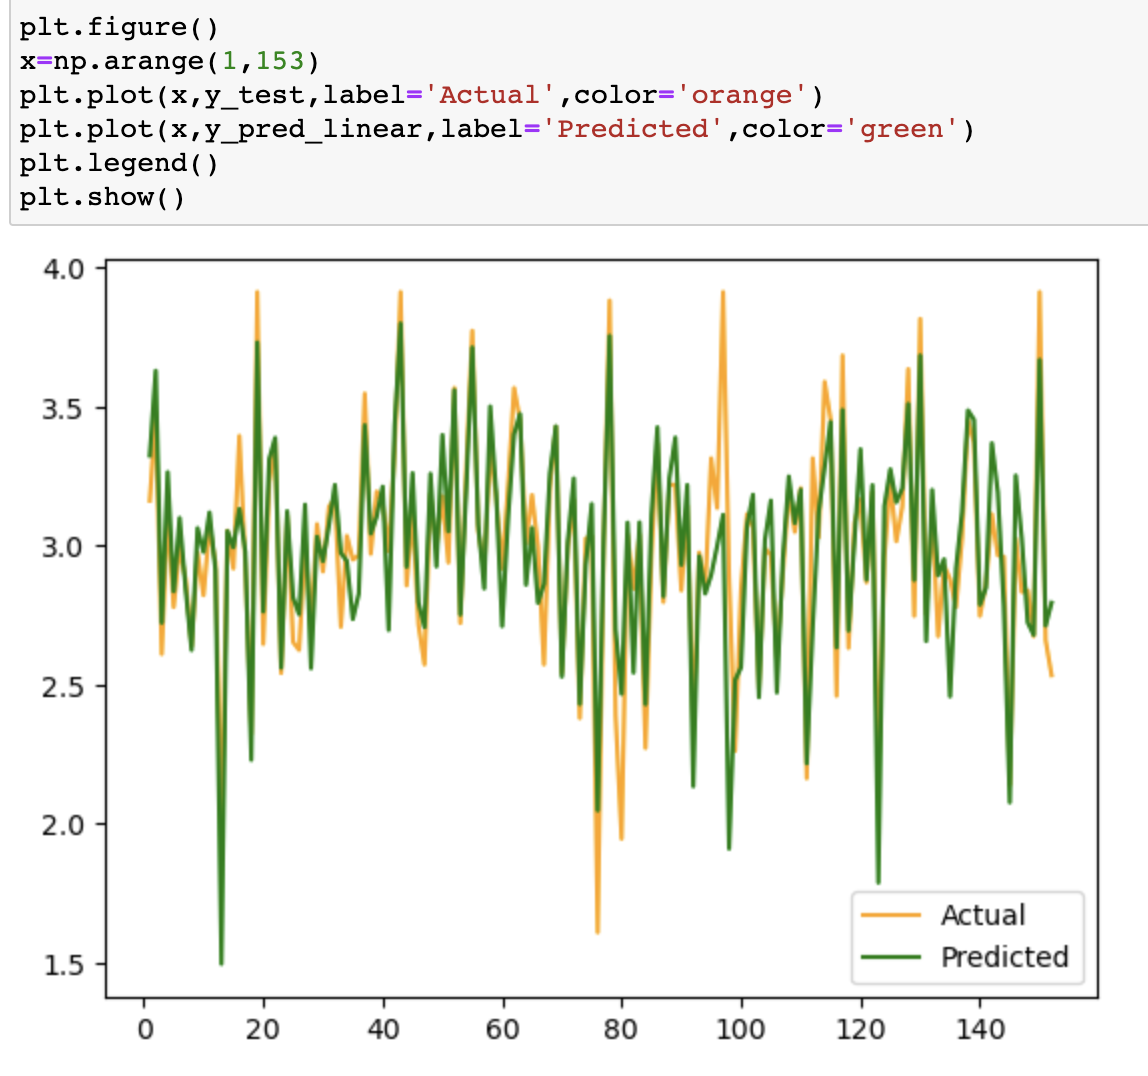 plt.figure()
x=np.arange(1,153)
plt.plot(x,y_test,label='Actual',color='orange')
plt.plot(x,y_pred_linear,label='Predicted',color='green')
plt.legend()
plt.show()
4.0
3.5
3.0
2.5
2.0
1.5
Actual
Predicted
0 20 40 60 80 100 120 140